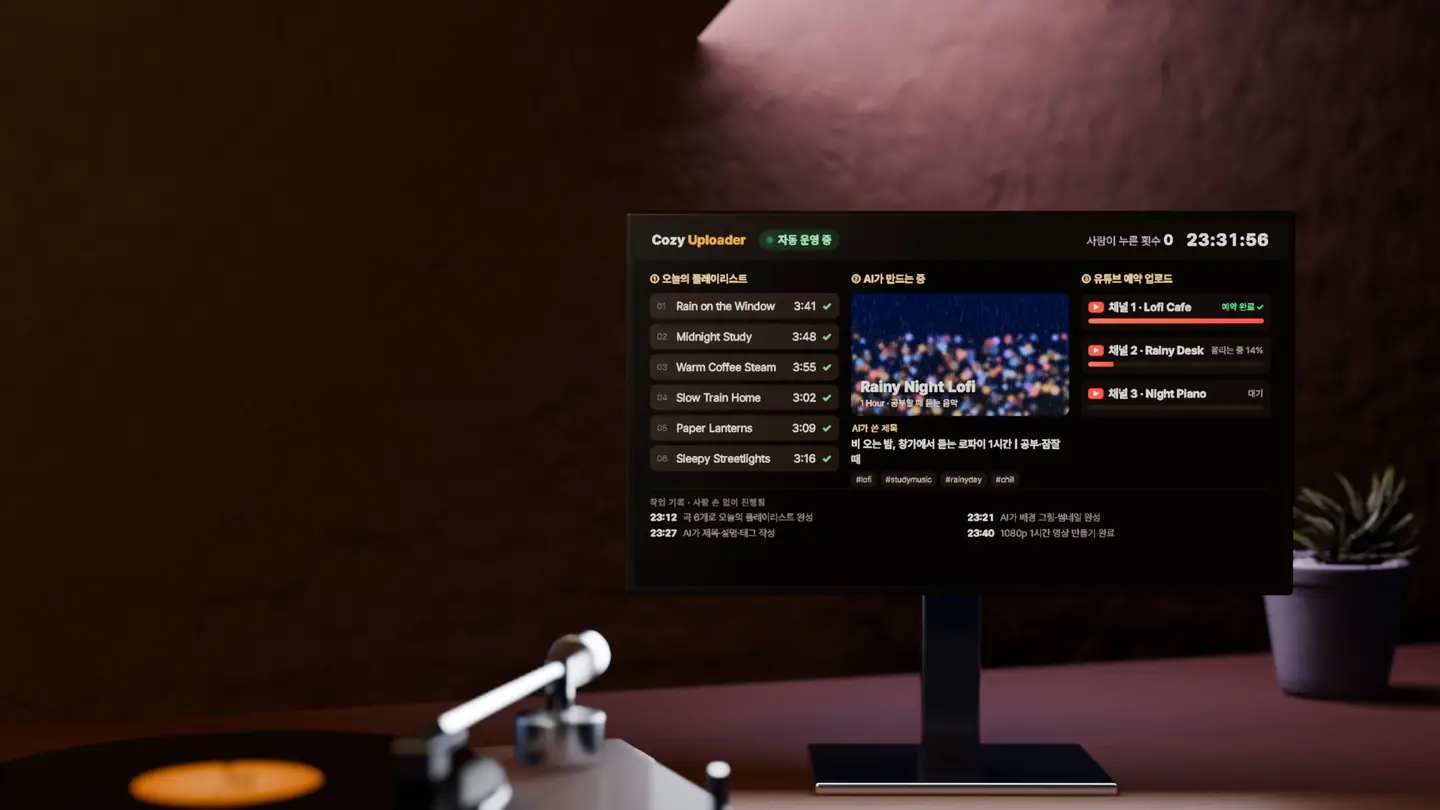 Cozy Uploader
자동 운영 중
사람이 누른 횟수 0
23:31:56
① 오늘의 플레이리스트
01 Rain on the Window 3:41
02 Midnight Study 3:48
03 Warm Coffee Steam 3:55
04 Slow Train Home 3:02
05 Paper Lanterns 3:09
06 Sleepy Streetlights 3:16
② AI가 만드는 중
Rainy Night Lofi
1 Hour · 공부할 때 듣는 음악
AI가 쓴 제목
비 오는 밤, 창가에서 듣는 로파이 1시간 | 공부·잠잘
때
#lofi #studymusic #rainyday #chill
③ 유튜브 예약 업로드
채널 1 · Lofi Cafe 예약 완료
채널 2 · Rainy Desk 올리는 중 14%
채널 3 · Night Piano 대기
작업 기록 · 사람 손 없이 진행됨
23:12 곡 6개로 오늘의 플레이리스트 완성
23:21 AI가 배경 그림·썸네일 완성
23:27 AI가 제목·설명·태그 작성
23:40 1080p 1시간 영상 만들기 완료